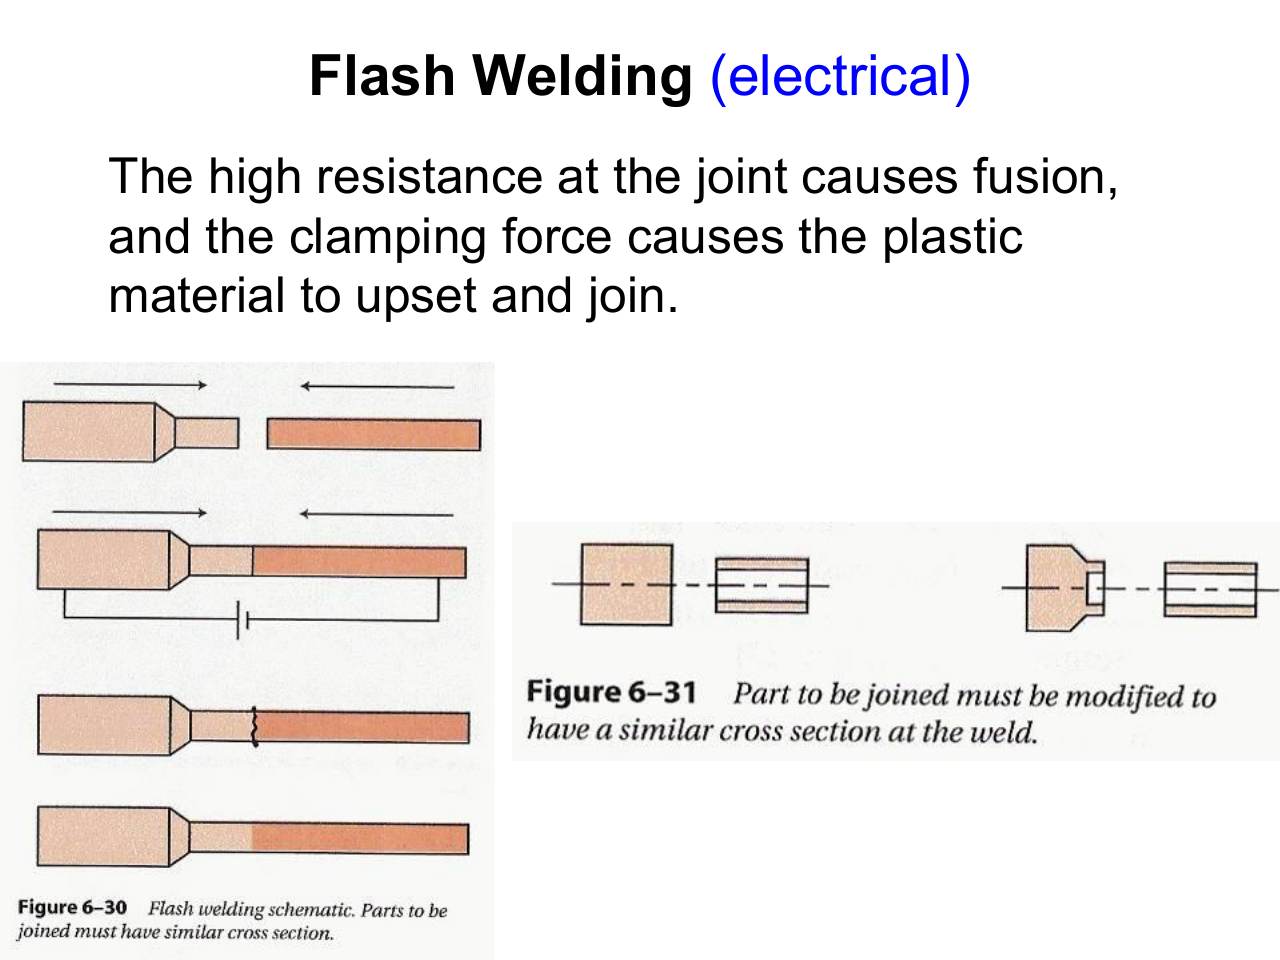 Flash Welding (electrical)
The high resistance at the joint causes fusion,
and the clamping force causes the plastic
material to upset and join.
Figure 6–31 Part to be joined must be modified to
have a similar cross section at the weld.
Figure 6–30 Flash welding schematic. Parts to be
joined must have similar cross section.